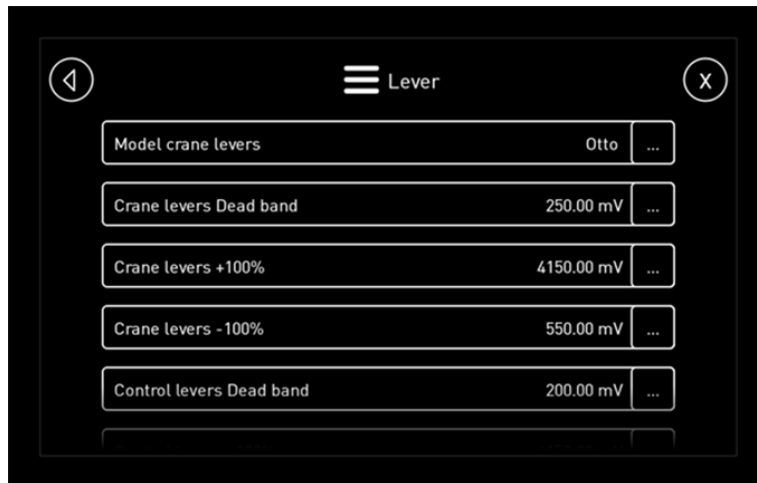 Lever
X
Model crane levers Otto ...
Crane levers Dead band 250.00 mV ...
Crane levers +100% 4150.00 mV ...
Crane levers -100% 550.00 mV ...
Control levers Dead band 200.00 mV ...